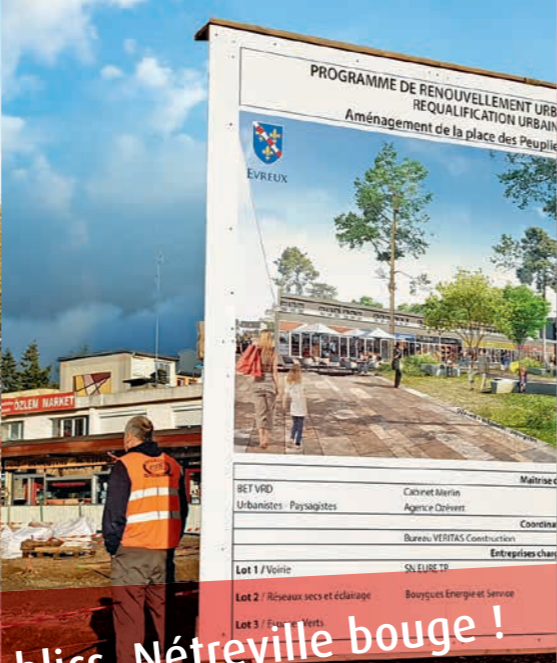 PROGRAMME DE RENOUVELLEMENT URB
REQUALIFICATION URBAIN
Aménagement de la place des Peuplie
EVREUX
ÖZLEM MARKET
Maîtrise d
BET VRD Cabinet Merlin
Urbanistes - Paysagistes Agence Ozévert
Coordina
Bureau VERITAS Construction
Entreprises charg
Lot 1 / Voirie SN EURE TP
Lot 2 / Réseaux secs et éclairage Bouygues Energie et Service
Lot 3 / Espaces Verts
bliss, Nétreville bouge !